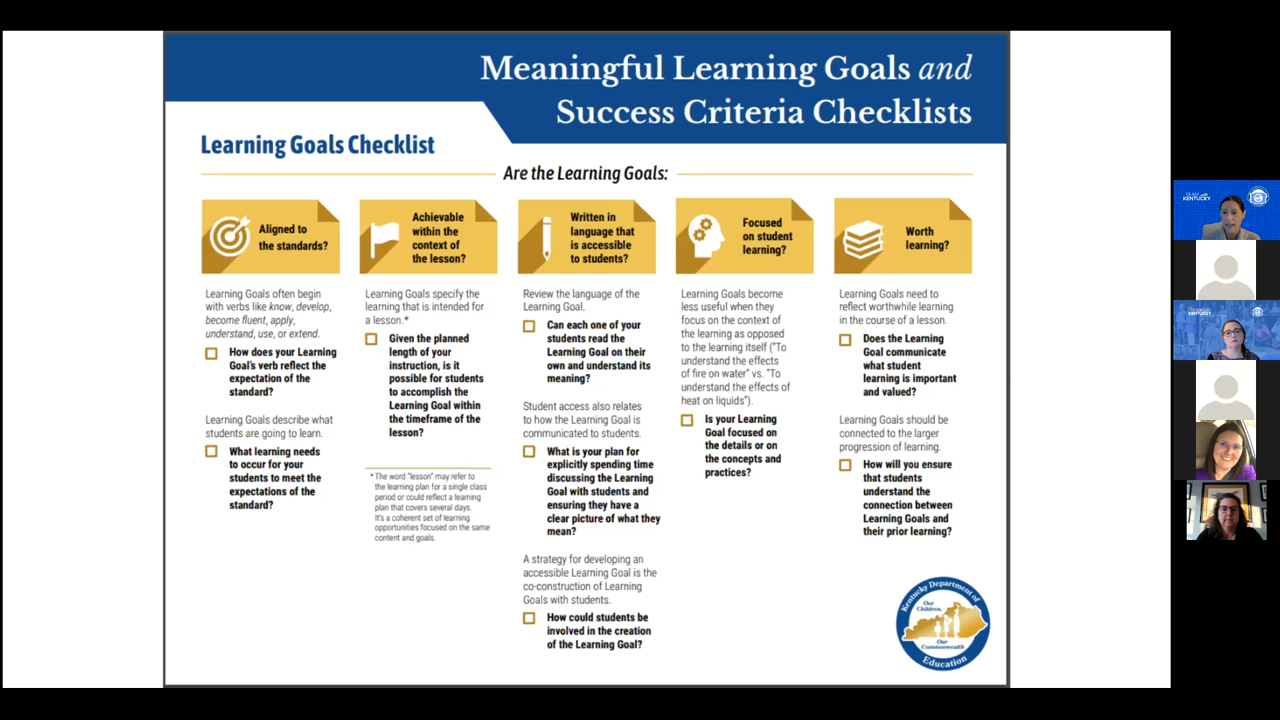 Meaningful Learning Goals and
Success Criteria Checklists
Learning Goals Checklist
Are the Learning Goals:
Aligned to
the standards?
Learning Goals often begin
with verbs like know, develop,
become fluent, apply,
understand, use, or extend.
How does your Learning
Goal's verb reflect the
expectation of the
standard?
Learning Goals describe what
students are going to learn.
What learning needs
to occur for your
students to meet the
expectations of the
standard?
Achievable
within the
context of
the lesson?
Learning Goals specify the
learning that is intended for
a lesson.*
Given the planned
length of your
instruction, is it
possible for students
to accomplish the
Learning Goal within
the timeframe of the
lesson?
* The word "lesson" may refer to
the learning plan for a single class
period or could reflect a learning
plan that covers several days.
It's a coherent set of learning
opportunities focused on the same
content and goals.
Written in
language that
is accessible
to students?
Review the language of the
Learning Goal.
Can each one of your
students read the
Learning Goal on their
own and understand its
meaning?
Student access also relates
to how the Learning Goal is
communicated to students.
What is your plan for
explicitly spending time
discussing the Learning
Goal with students and
ensuring they have a
clear picture of what they
mean?
A strategy for developing an
accessible Learning Goal is the
co-construction of Learning
Goals with students.
How could students be
involved in the creation
of the Learning Goal?
Focused
on student
learning?
Learning Goals become
less useful when they
focus on the context of
the learning as opposed
to the learning itself ("To
understand the effects
of fire on water" vs. "To
understand the effects of
heat on liquids").
Is your Learning
Goal focused on
the details or on
the concepts and
practices?
Worth
learning?
Learning Goals need to
reflect worthwhile learning
in the course of a lesson.
Does the Learning
Goal communicate
what student
learning is important
and valued?
Learning Goals should be
connected to the larger
progression of learning.
How will you ensure
that students
understand the
connection between
Learning Goals and
their prior learning?
Kentucky Department of
Our
Children,
Our
Commonwealth
Education
TEAM
KENTUCKY